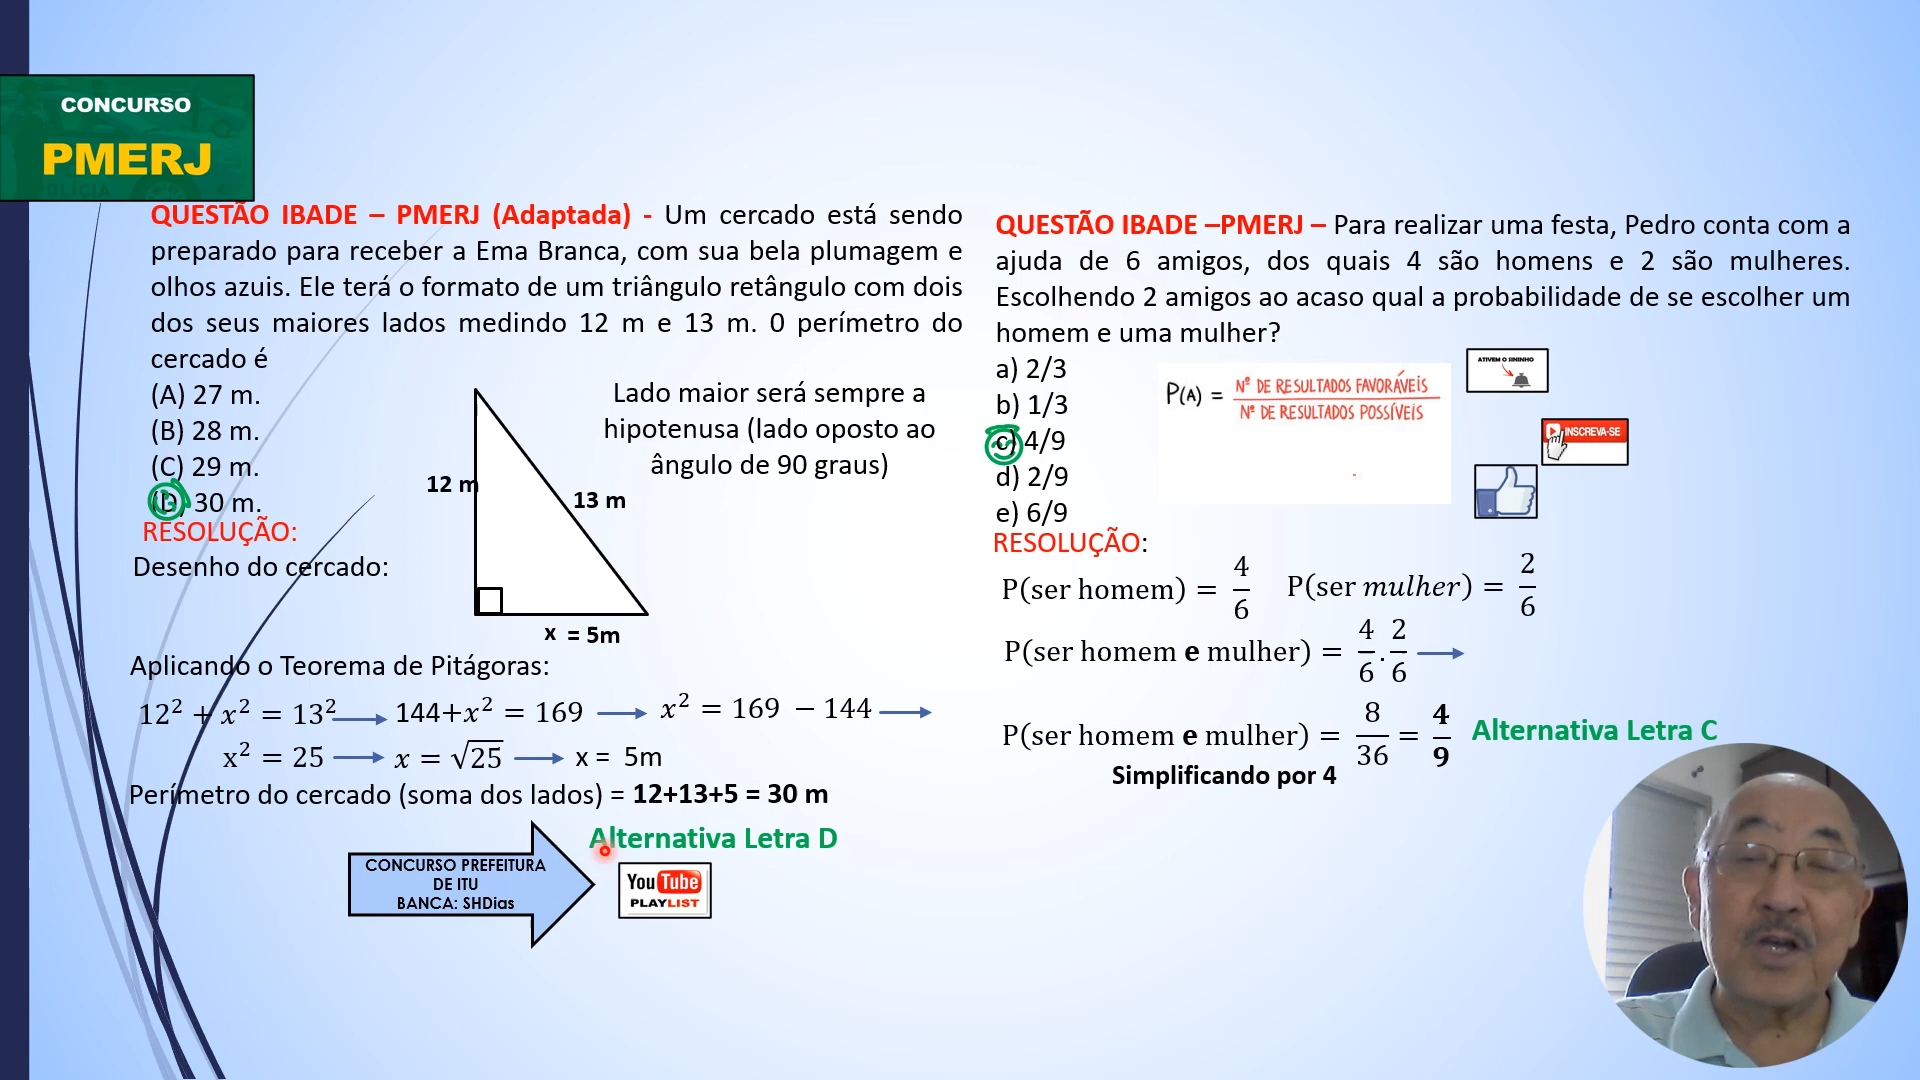 CONCURSO
PMERJ
QUESTÃO IBADE – PMERJ (Adaptada) - Um cercado está sendo
preparado para receber a Ema Branca, com sua bela plumagem e
olhos azuis. Ele terá o formato de um triângulo retângulo com dois
dos seus maiores lados medindo 12 m e 13 m. 0 perímetro do
cercado é
(A) 27 m.
(B) 28 m.
(C) 29 m.
(D) 30 m.
RESOLUÇÃO:
Desenho do cercado:
Lado maior será sempre a
hipotenusa (lado oposto ao
ângulo de 90 graus)
12 m
13 m
x = 5m
Aplicando o Teorema de Pitágoras:
12² + x² = 13² 144+x² = 169 x² = 169 − 144
x² = 25 x = √25 x = 5m
Perímetro do cercado (soma dos lados) = 12+13+5 = 30 m
Alternativa Letra D
CONCURSO PREFEITURA
DE ITU
BANCA: SHDias
YouTube
PLAYLIST
QUESTÃO IBADE –PMERJ – Para realizar uma festa, Pedro conta com a
ajuda de 6 amigos, dos quais 4 são homens e 2 são mulheres.
Escolhendo 2 amigos ao acaso qual a probabilidade de se escolher um
homem e uma mulher?
a) 2/3
b) 1/3
c) 4/9
d) 2/9
e) 6/9
P(A) = Nº DE RESULTADOS FAVORÁVEIS
Nº DE RESULTADOS POSSÍVEIS
ATIVEM O SININHO
INSCREVA-SE
RESOLUÇÃO:
P(ser homem) = 4/6 P(ser mulher) = 2/6
P(ser homem e mulher) = 4/6 . 2/6
P(ser homem e mulher) = 8/36 = 4/9 Alternativa Letra C
Simplificando por 4